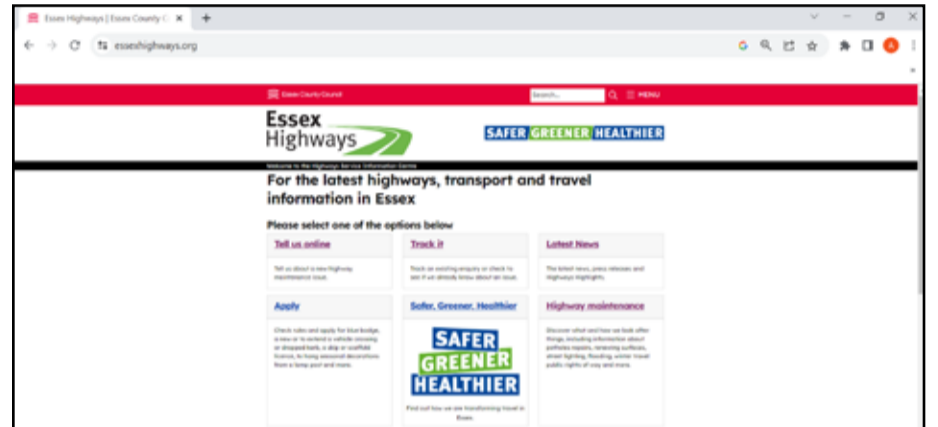 Essex Highways | Essex County C
essexhighways.org
Essex County Council
Search...
MENU
Essex
Highways
SAFER GREENER HEALTHIER
Welcome to the Highways Service Information Centre
For the latest highways, transport and travel
information in Essex
Please select one of the options below
Tell us online
Track it
Latest News
Tell us about a new highway
maintenance issue.
Track an existing enquiry or check to
see if we already know about an issue.
The latest news, press releases and
Highways Highlights.
Apply
Safer, Greener, Healthier
Highway maintenance
Check rules and apply for blue badge,
a new or to extend a vehicle crossing
or dropped kerb, a skip or scaffold
licence, to hang seasonal decorations
from a lamp post and more.
SAFER
GREENER
HEALTHIER
Find out how we are transforming travel in
Essex.
Discover what and how we look after
things, including information about
potholes repairs, renewing surfaces,
street lighting, flooding, winter travel
public rights of way and more.